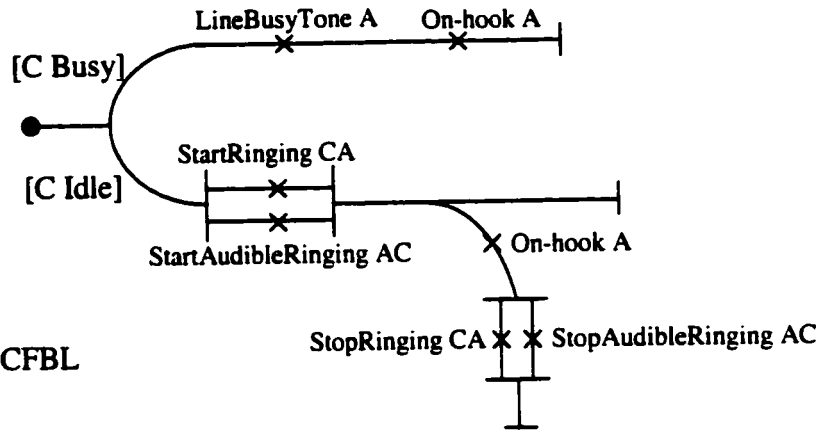 LineBusyTone A
On-hook A
[C Busy]
StartRinging CA
[C Idle]
On-hook A
StartAudibleRinging AC
StopRinging CA
StopAudibleRinging AC
CFBL